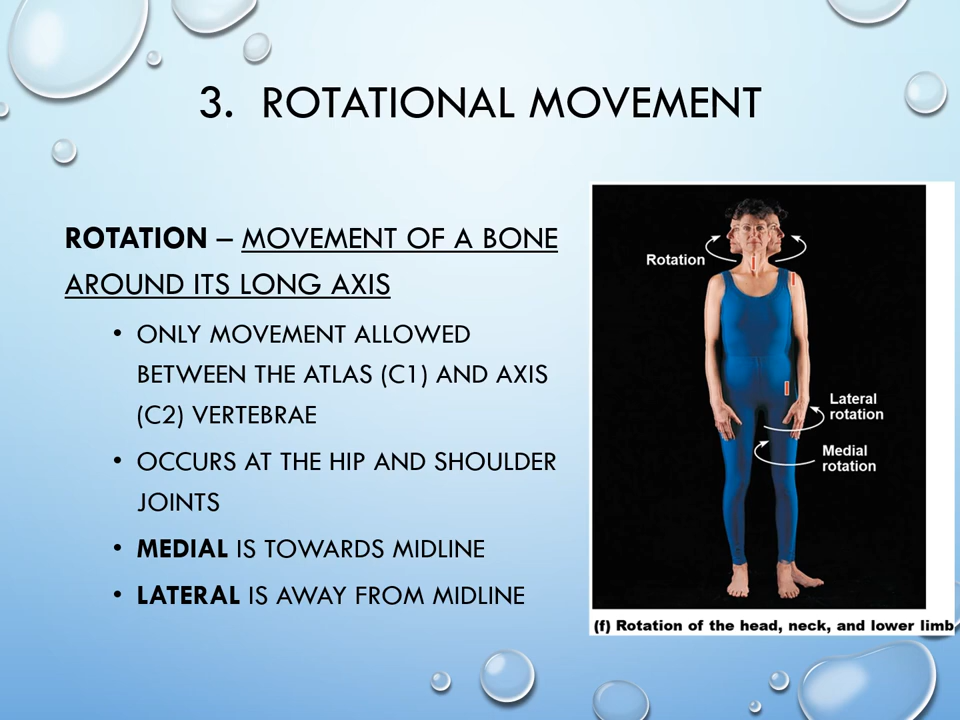 3. ROTATIONAL MOVEMENT
ROTATION – MOVEMENT OF A BONE
AROUND ITS LONG AXIS
• ONLY MOVEMENT ALLOWED
BETWEEN THE ATLAS (C1) AND AXIS
(C2) VERTEBRAE
• OCCURS AT THE HIP AND SHOULDER
JOINTS
• MEDIAL IS TOWARDS MIDLINE
• LATERAL IS AWAY FROM MIDLINE
Rotation
Lateral
rotation
Medial
rotation
(f) Rotation of the head, neck, and lower limb